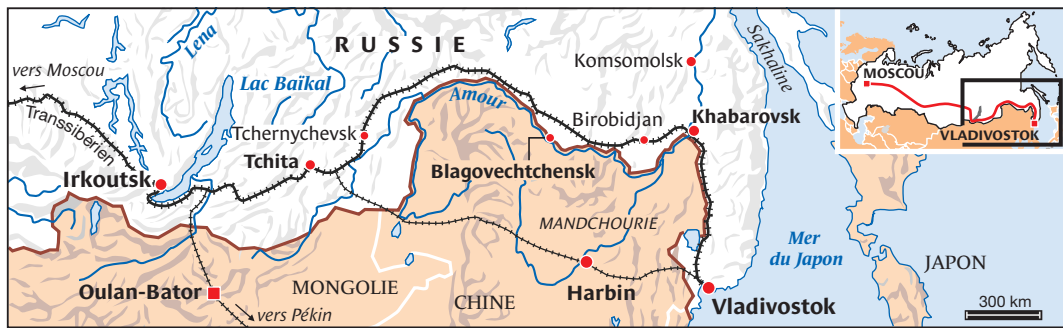 Lena
RUSSIE
Sakhaline
vers Moscou
Lac Baïkal
Komsomolsk
MOSCOU
Transsibérien
Amour
Tchernychevsk
Birobidjan
Khabarovsk
VLADIVOSTOK
Tchita
Irkoutsk
Blagovechtchensk
MANDCHOURIE
Mer
du Japon
JAPON
Oulan-Bator
MONGOLIE
CHINE
Harbin
Vladivostok
300 km
vers Pékin